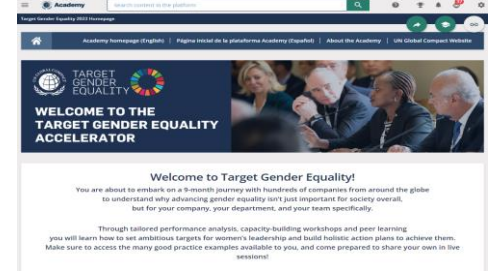 Academy
Search content in the platform
Target Gender Equality 2023 Homepage
Academy homepage (English) | Página inicial de la plataforma Academy (Español) | About the Academy | UN Global Compact Website
TARGET
GENDER
EQUALITY
WELCOME TO THE
TARGET GENDER EQUALITY
ACCELERATOR
Welcome to Target Gender Equality!
You are about to embark on a 9-month journey with hundreds of companies from around the globe
to understand why advancing gender equality isn't just important for society overall,
but for your company, your department, and your team specifically.
Through tailored performance analysis, capacity-building workshops and peer learning
you will learn how to set ambitious targets for women's leadership and build holistic action plans to achieve them.
Make sure to access the many good practice examples available to you, and come prepared to share your own in live
sessions!